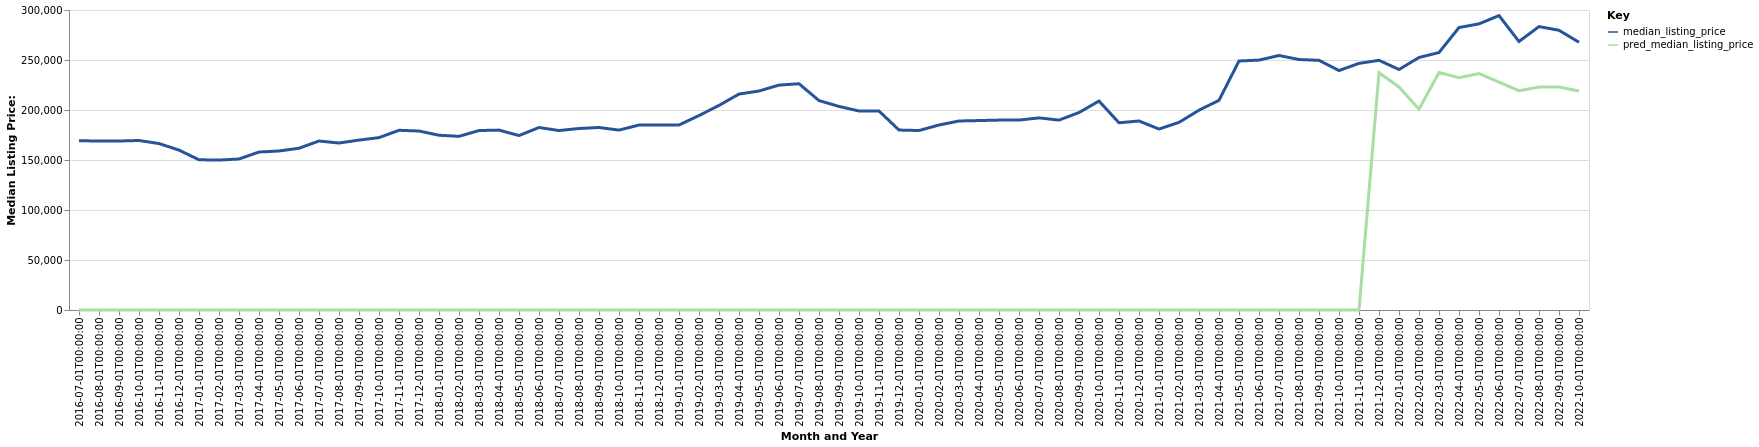 300,000
250,000
200,000
150,000
100,000
50,000
0
Median Listing Price:
2016-07-01T00:00:00
2016-08-01T00:00:00
2016-09-01T00:00:00
2016-10-01T00:00:00
2016-11-01T00:00:00
2016-12-01T00:00:00
2017-01-01T00:00:00
2017-02-01T00:00:00
2017-03-01T00:00:00
2017-04-01T00:00:00
2017-05-01T00:00:00
2017-06-01T00:00:00
2017-07-01T00:00:00
2017-08-01T00:00:00
2017-09-01T00:00:00
2017-10-01T00:00:00
2017-11-01T00:00:00
2017-12-01T00:00:00
2018-01-01T00:00:00
2018-02-01T00:00:00
2018-03-01T00:00:00
2018-04-01T00:00:00
2018-05-01T00:00:00
2018-06-01T00:00:00
2018-07-01T00:00:00
2018-08-01T00:00:00
2018-09-01T00:00:00
2018-10-01T00:00:00
2018-11-01T00:00:00
2018-12-01T00:00:00
2019-01-01T00:00:00
2019-02-01T00:00:00
2019-03-01T00:00:00
2019-04-01T00:00:00
2019-05-01T00:00:00
2019-06-01T00:00:00
2019-07-01T00:00:00
2019-08-01T00:00:00
2019-09-01T00:00:00
2019-10-01T00:00:00
2019-11-01T00:00:00
2019-12-01T00:00:00
2020-01-01T00:00:00
2020-02-01T00:00:00
2020-03-01T00:00:00
2020-04-01T00:00:00
2020-05-01T00:00:00
2020-06-01T00:00:00
2020-07-01T00:00:00
2020-08-01T00:00:00
2020-09-01T00:00:00
2020-10-01T00:00:00
2020-11-01T00:00:00
2020-12-01T00:00:00
2021-01-01T00:00:00
2021-02-01T00:00:00
2021-03-01T00:00:00
2021-04-01T00:00:00
2021-05-01T00:00:00
2021-06-01T00:00:00
2021-07-01T00:00:00
2021-08-01T00:00:00
2021-09-01T00:00:00
2021-10-01T00:00:00
2021-11-01T00:00:00
2021-12-01T00:00:00
2022-01-01T00:00:00
2022-02-01T00:00:00
2022-03-01T00:00:00
2022-04-01T00:00:00
2022-05-01T00:00:00
2022-06-01T00:00:00
2022-07-01T00:00:00
2022-08-01T00:00:00
2022-09-01T00:00:00
2022-10-01T00:00:00
Month and Year
Key
median_listing_price
pred_median_listing_price